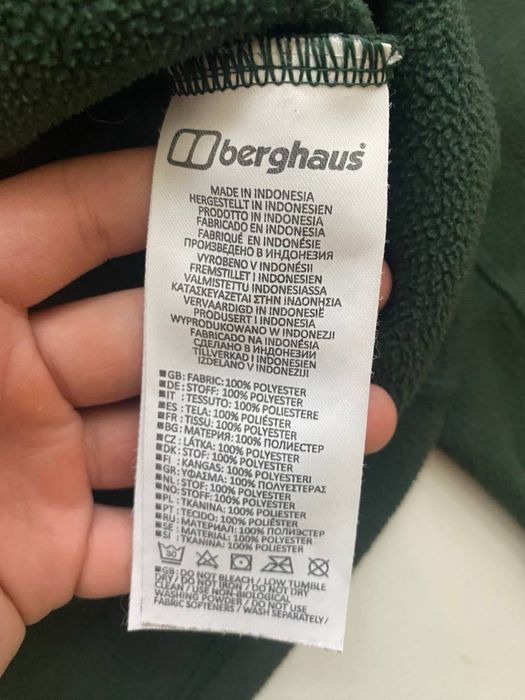 berghaus
MADE IN INDONESIA
HERGESTELLT IN INDONESIEN
PRODOTTO IN INDONESIA
FABRICADO EN INDONESIA
FABRIQUÉ EN INDONÉSIE
ПРОИЗВЕДЕНО В ИНДОНЕЗИЯ
VYROBENO V INDONÉSII
FREMSTILLET I INDONESIEN
VALMISTETTU INDONESIASSA
ΚΑΤΑΣΚΕΥΑΖΕΤΑΙ ΣΤΗΝ ΙΝΔΟΝΗΣΙΑ
VERVAARDIGD IN INDONESIË
PRODUSERT I INDONESIA
WYPRODUKOWANO W INDONEZJI
FABRICADO NA INDONÉSIA
СДЕЛАНО В ИНДОНЕЗИИ
TILLVERKAD I INDONESIEN
IZDELANO V INDONEZIJI
GB: FABRIC: 100% POLYESTER
DE: STOFF: 100% POLYESTER
IT : TESSUTO: 100% POLIESTERE
ES : TELA: 100% POLIÉSTER
FR : TISSU: 100% POLYESTER
BG: МАТЕРИЯ: 100% ПОЛИЕСТЕР
CZ : LÁTKA: 100% POLYESTER
DK : STOF: 100% POLYESTER
FI : KANGAS: 100% POLYESTERI
GR : ΥΦΑΣΜΑ: 100% ΠΟΛΥΕΣΤΕΡΑΣ
NL : STOF: 100% POLYESTER
NO: STOFF: 100% POLYESTER
PL : TKANINA: 100% POLIESTER
PT : TECIDO: 100% POLIÉSTER
RU : МАТЕРИАЛ: 100% ПОЛИЭСТЕР
SE : MATERIAL: 100% POLYESTER
SI : TKANINA: 100% POLIESTER
GB: DO NOT BLEACH / LOW TUMBLE
DRY / DO NOT IRON / DO NOT DRY
CLEAN / USE NON-BIOLOGICAL
WASHING POWDER / DO NOT USE
FABRIC SOFTENERS / WASH SEPARATELY /